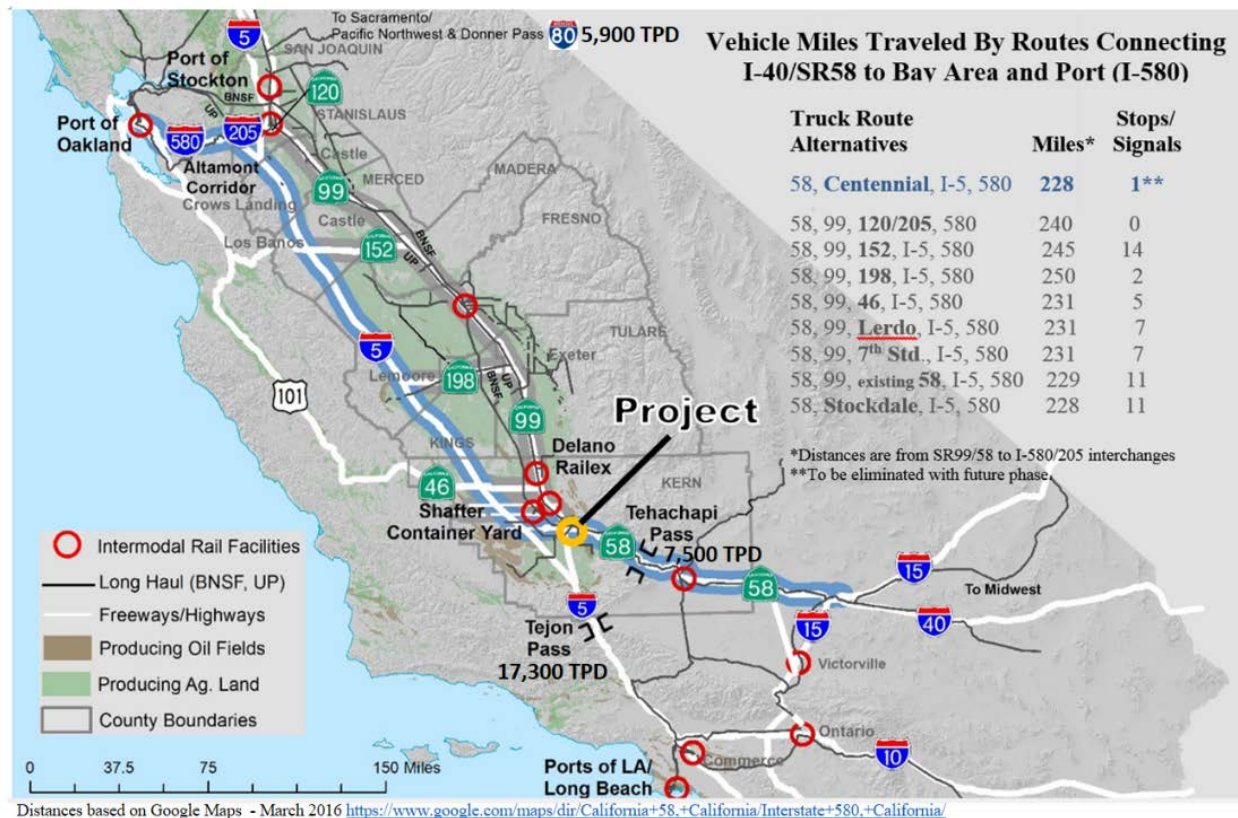 To Sacramento/
Pacific Northwest & Donner Pass
80 5,900 TPD
5
SAN JOAQUIN
Port of
Stockton
BNSF
UP
120
STANISLAUS
Port of
Oakland
580
205
Altamont
Corridor
Castle
MERCED
MADERA
Crows Landing
99
Castle
FRESNO
Los Banos
152
BNSF
UP
5
TULARE
Exeter
101
Lemoore
198
UP
BNSF
99
Project
KINGS
Delano
Railex
KERN
46
Shafter
Container Yard
Tehachapi
Pass
58
7,500 TPD
58
15
To Midwest
40
5
15
Tejon
Pass
17,300 TPD
Victorville
Ontario
Commerce
10
Ports of LA/
Long Beach
Vehicle Miles Traveled By Routes Connecting
I-40/SR58 to Bay Area and Port (I-580)
Truck Route Stops/
Alternatives Miles* Signals
58, Centennial, I-5, 580 228 1**
58, 99, 120/205, 580 240 0
58, 99, 152, I-5, 580 245 14
58, 99, 198, I-5, 580 250 2
58, 99, 46, I-5, 580 231 5
58, 99, Lerdo, I-5, 580 231 7
58, 99, 7th Std., I-5, 580 231 7
58, 99, existing 58, I-5, 580 229 11
58, Stockdale, I-5, 580 228 11
*Distances are from SR99/58 to I-580/205 interchanges
**To be eliminated with future phase.
Intermodal Rail Facilities
Long Haul (BNSF, UP)
Freeways/Highways
Producing Oil Fields
Producing Ag. Land
County Boundaries
0 37.5 75 150 Miles
Distances based on Google Maps - March 2016 https://www.google.com/maps/dir/California+58,+California/Interstate+580,+California/